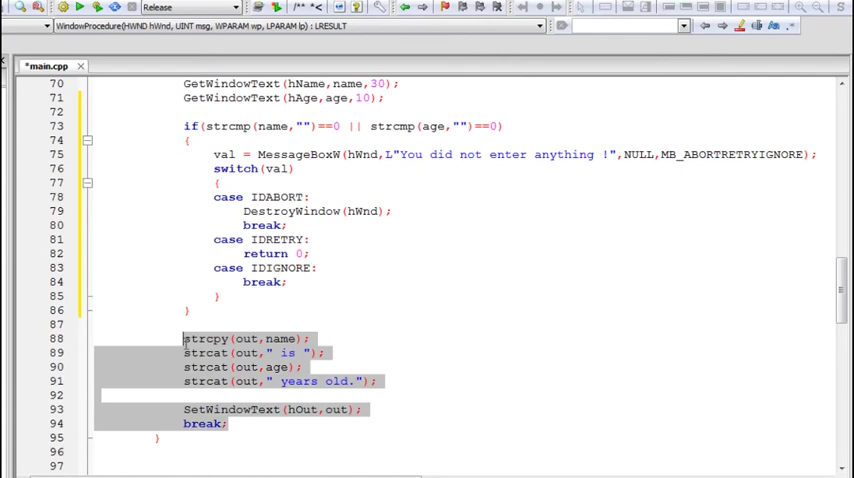 Release
/** *<
Aa
.*
S
WindowProcedure(HWND hWnd, UINT msg, WPARAM wp, LPARAM lp) : LRESULT
*main.cpp
70 GetWindowText(hName,name,30);
71 GetWindowText(hAge,age,10);
72
73 if(strcmp(name,"")==0 || strcmp(age,"")==0)
74 {
75 val = MessageBoxW(hWnd,L"You did not enter anything !",NULL,MB_ABORTRETRYIGNORE);
76 switch(val)
77 {
78 case IDABORT:
79 DestroyWindow(hWnd);
80 break;
81 case IDRETRY:
82 return 0;
83 case IDIGNORE:
84 break;
85 }
86 }
87
88 strcpy(out,name);
89 strcat(out," is ");
90 strcat(out,age);
91 strcat(out," years old.");
92
93 SetWindowText(hOut,out);
94 break;
95 }
96
97